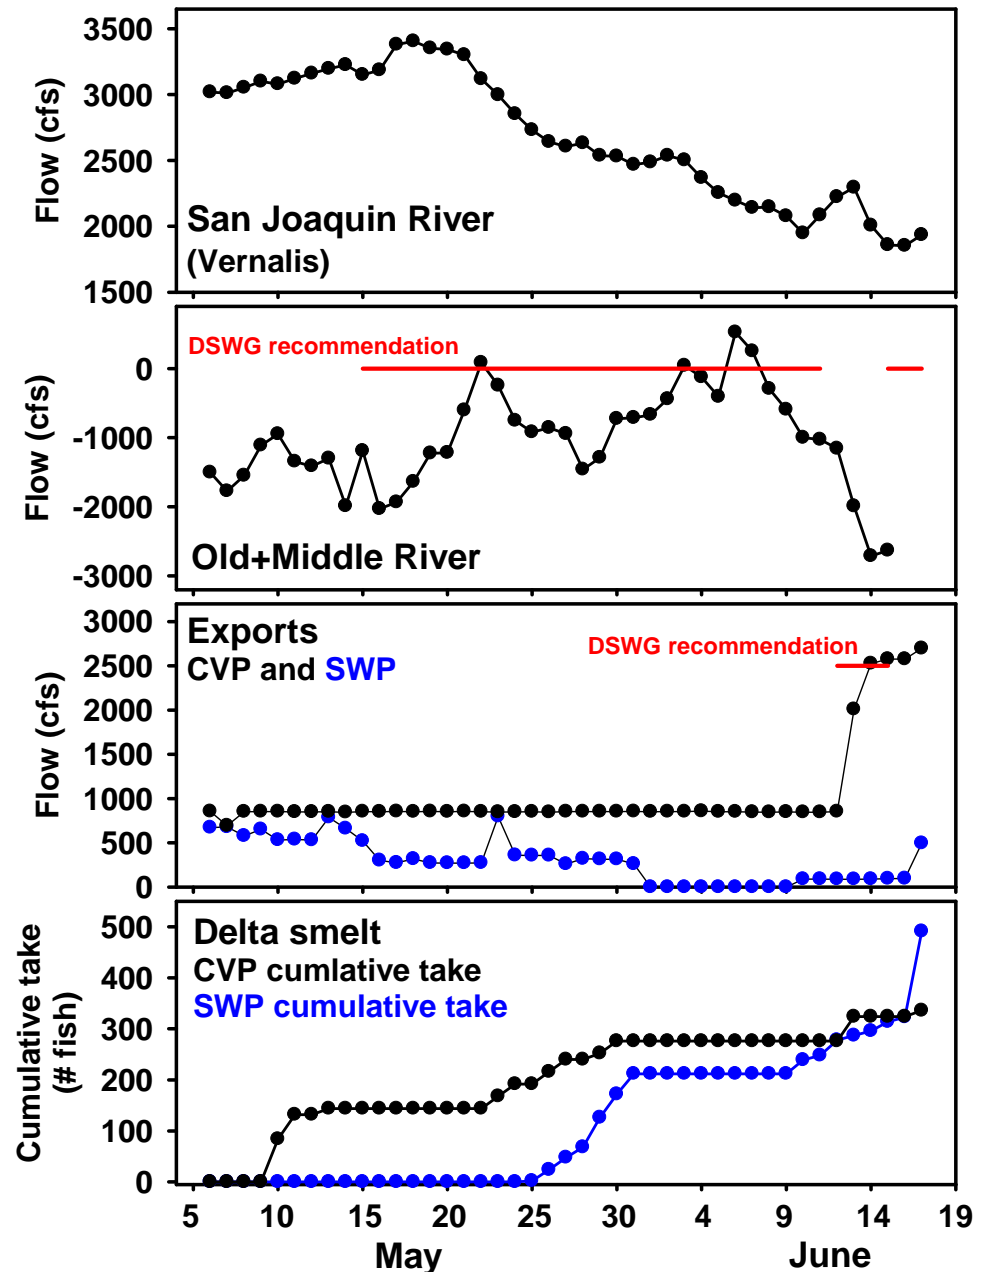 3500
3000
2500
2000
1500
Flow (cfs)
San Joaquin River
(Vernalis)
0
-1000
-2000
-3000
Flow (cfs)
DSWG recommendation
Old+Middle River
3000
2500
2000
1500
1000
500
0
Flow (cfs)
Exports
CVP and SWP
DSWG recommendation
500
400
300
200
100
0
Cumulative take
(# fish)
Delta smelt
CVP cumlative take
SWP cumulative take
5 10 15 20 25 30 4 9 14 19
May June